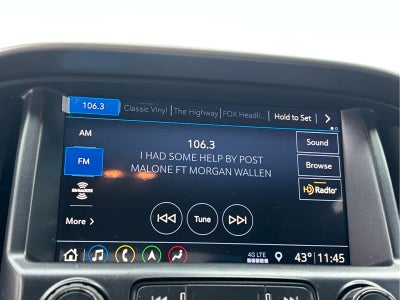 106.3 Classic Vinyl The Highway FOX Headli... Hold to Set >
AM
106.3
Sound
I HAD SOME HELP BY POST
FM
MALONE FT MORGAN WALLEN
Browse
HD Radio
SIRIUSXM
More >
Tune
4G LTE
43° 11:45